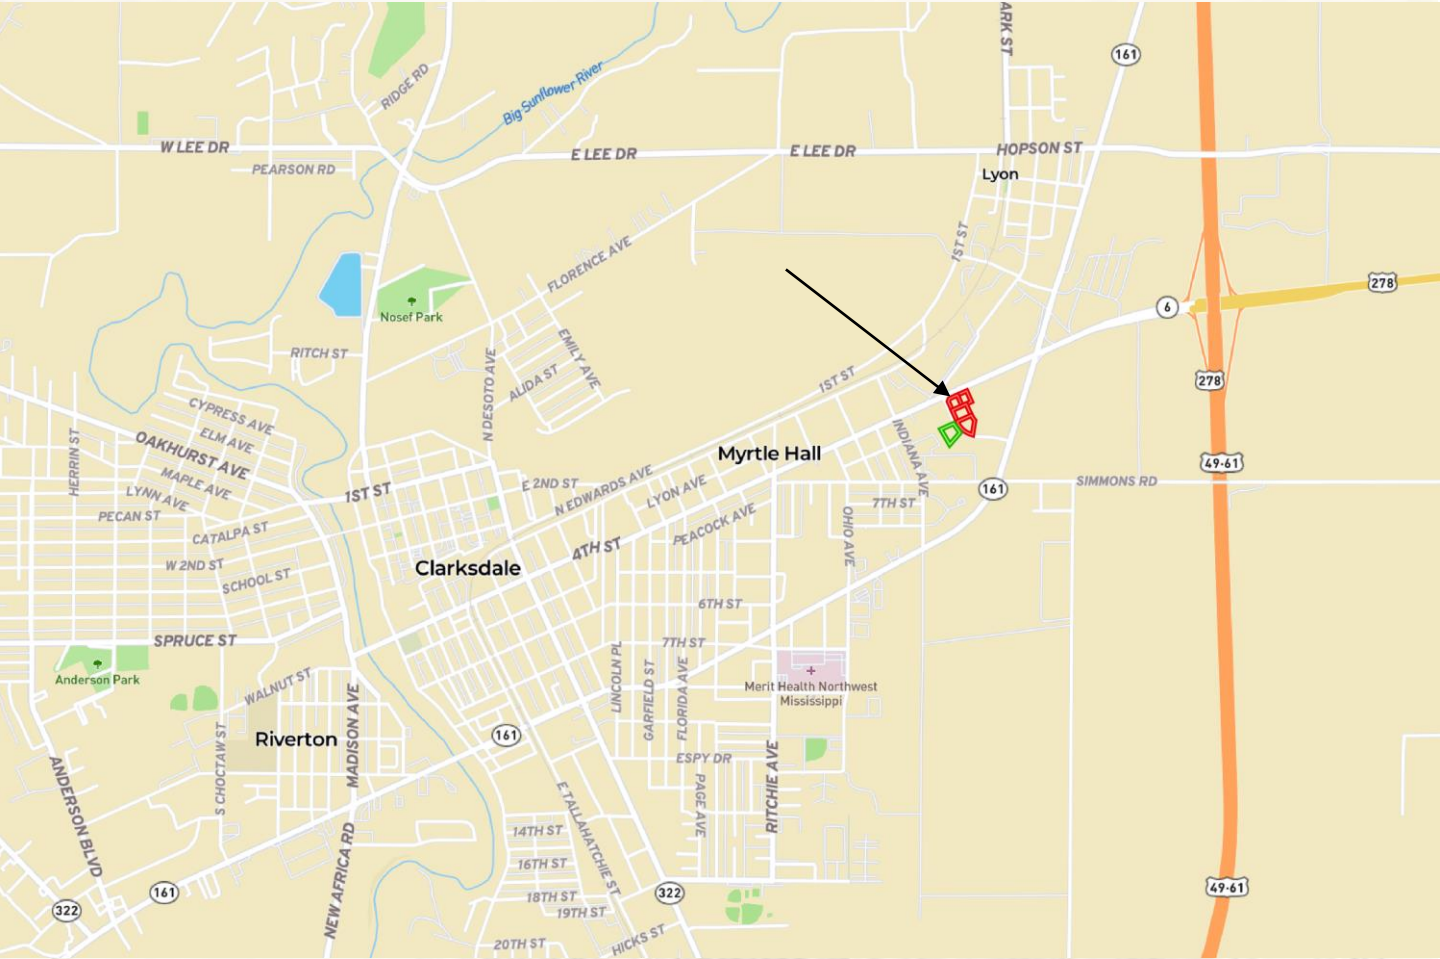 ARK ST
161
RIDGE RD
Big Sunflower River
W LEE DR
E LEE DR
E LEE DR
HOPSON ST
PEARSON RD
Lyon
1ST ST
FLORENCE AVE
278
6
Nosef Park
EMILY AVE
RITCH ST
ALIDA ST
N DESOTO AVE
1ST ST
278
CYPRESS AVE
ELM AVE
OAKHURST AVE
HERRIN ST
MAPLE AVE
LYNN AVE
PECAN ST
1ST ST
E 2ND ST
N EDWARDS AVE
Myrtle Hall
INDIANA AVE
LYON AVE
49-61
161
SIMMONS RD
7TH ST
PEACOCK AVE
OHIO AVE
CATALPA ST
W 2ND ST
SCHOOL ST
Clarksdale
4TH ST
6TH ST
SPRUCE ST
7TH ST
Anderson Park
WALNUT ST
LINCOLN PL
GARFIELD ST
FLORIDA AVE
Merit Health Northwest
Mississippi
Riverton
MADISON AVE
161
S CHOCTAW ST
ANDERSON BLVD
ESPY DR
PAGE AVE
RITCHIE AVE
E TALLAHATCHIE ST
14TH ST
16TH ST
18TH ST
19TH ST
20TH ST
HICKS ST
NEW AFRICA RD
161
322
322
49-61